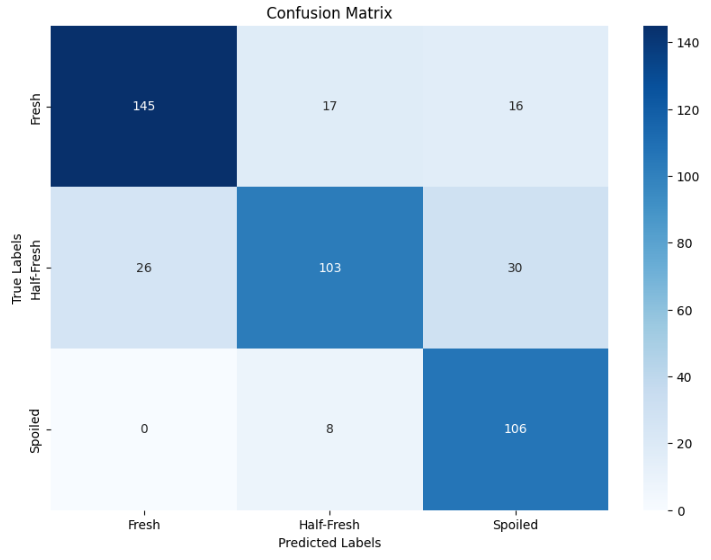 Confusion Matrix
True Labels
Fresh
145
17
16
Half-Fresh
26
103
30
Spoiled
0
8
106
Fresh
Half-Fresh
Spoiled
Predicted Labels
140
120
100
80
60
40
20
0